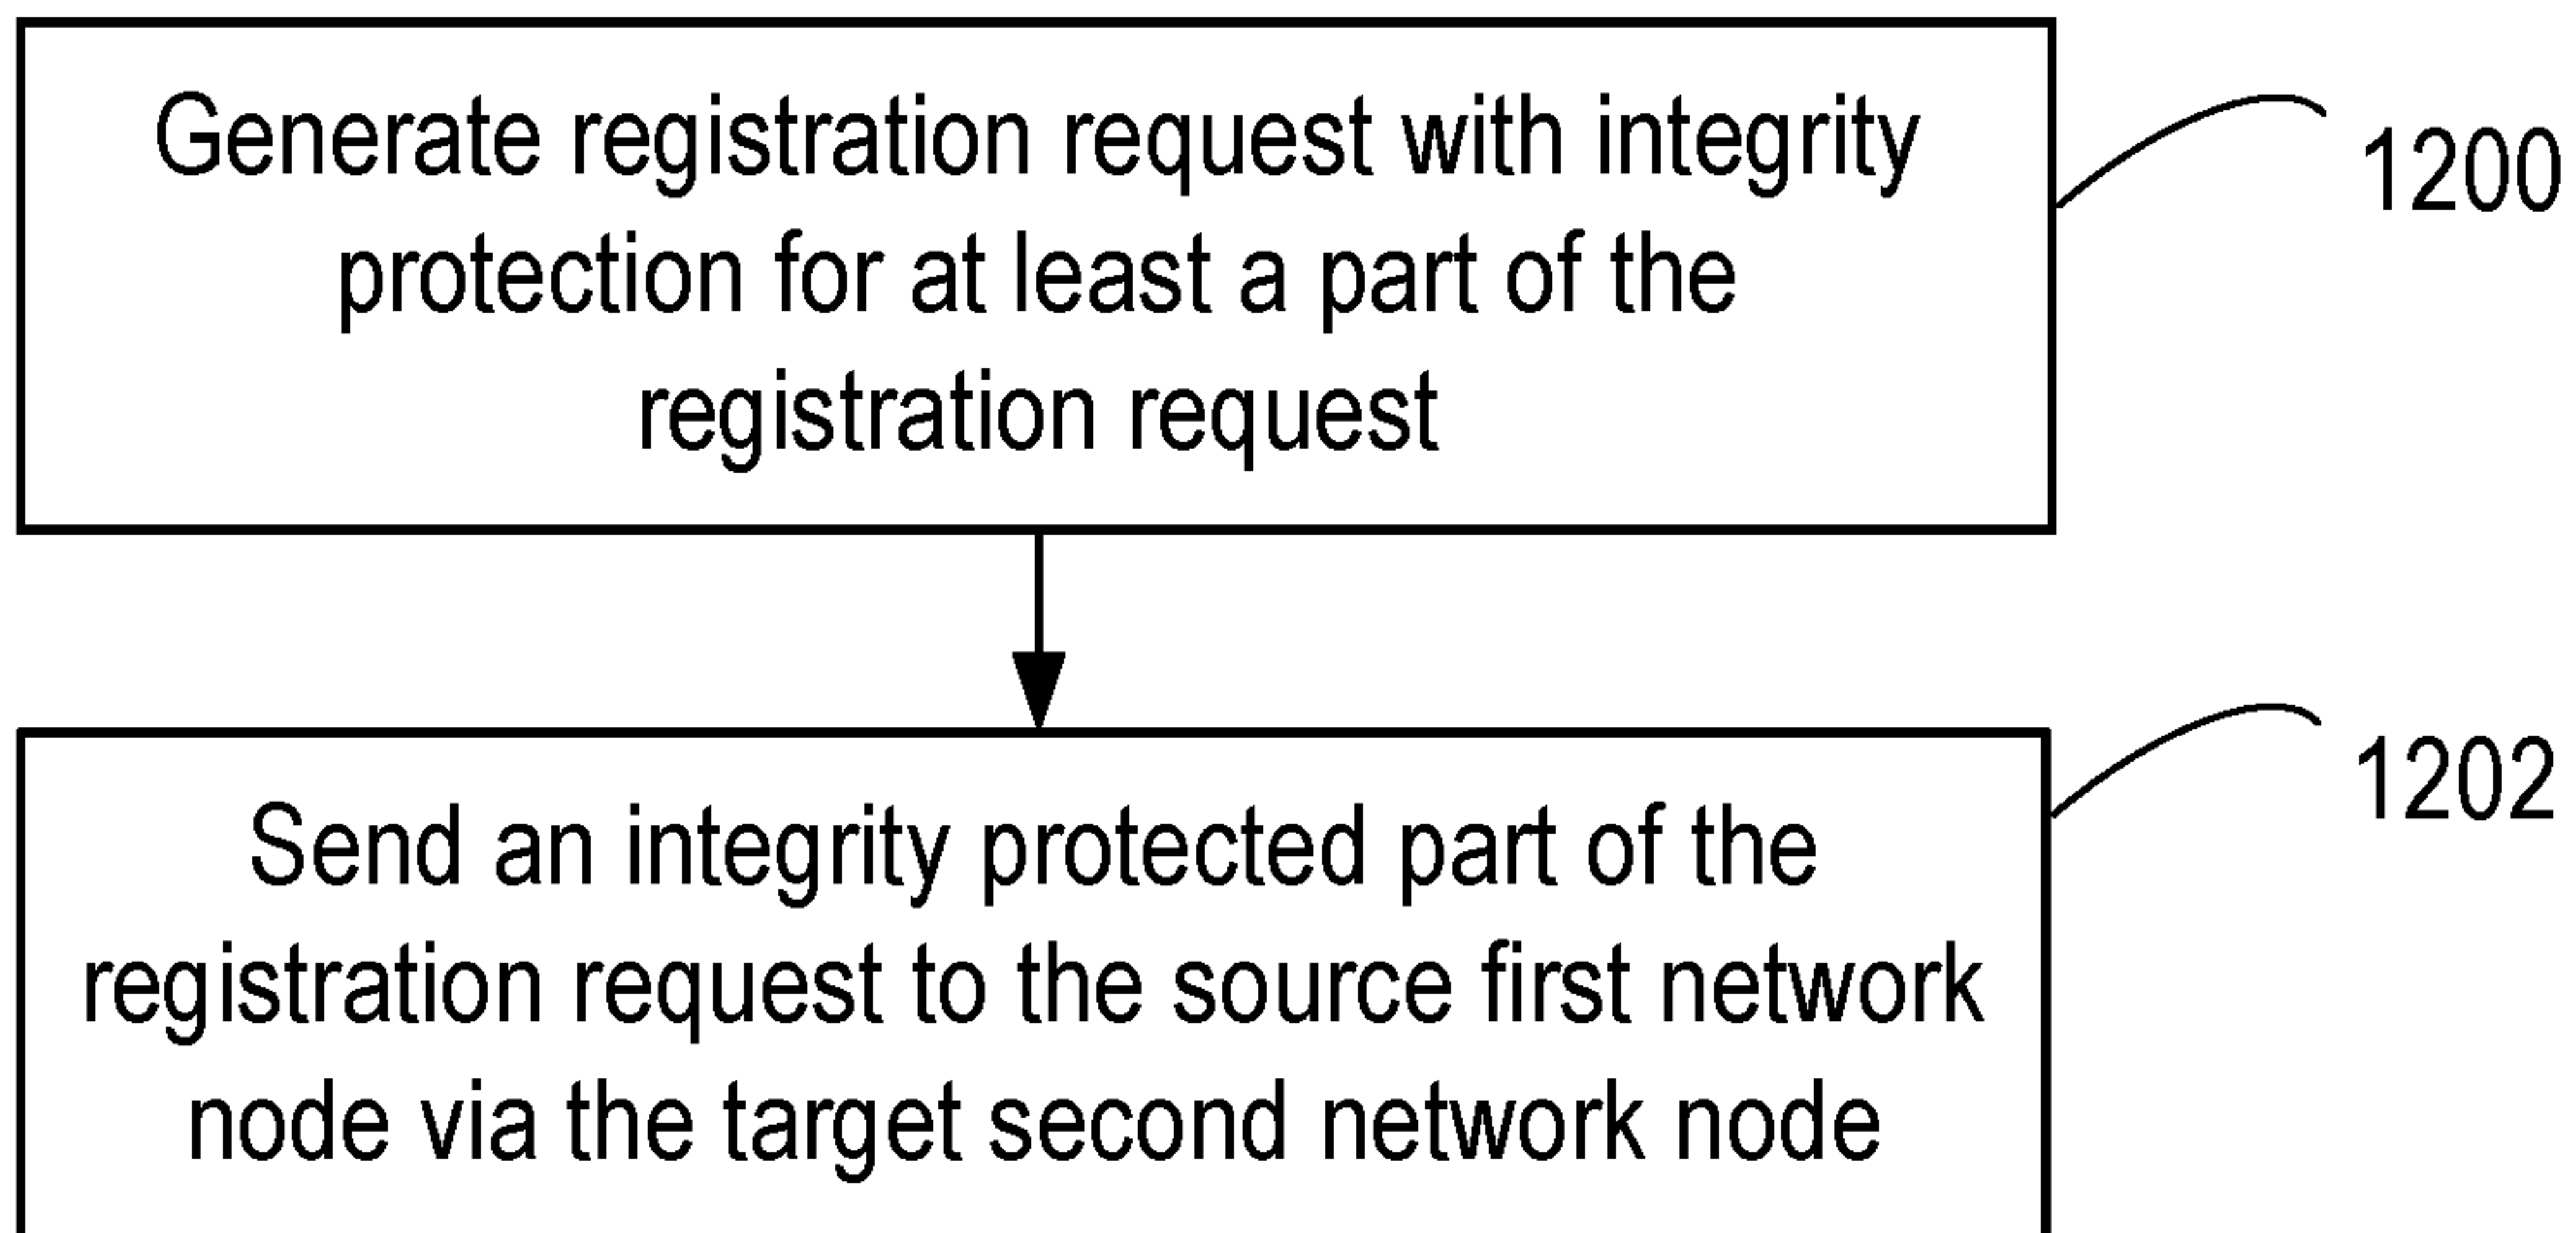 Generate registration request with integrity
protection for at least a part of the
registration request
1200
Send an integrity protected part of the
registration request to the source first network
node via the target second network node
1202